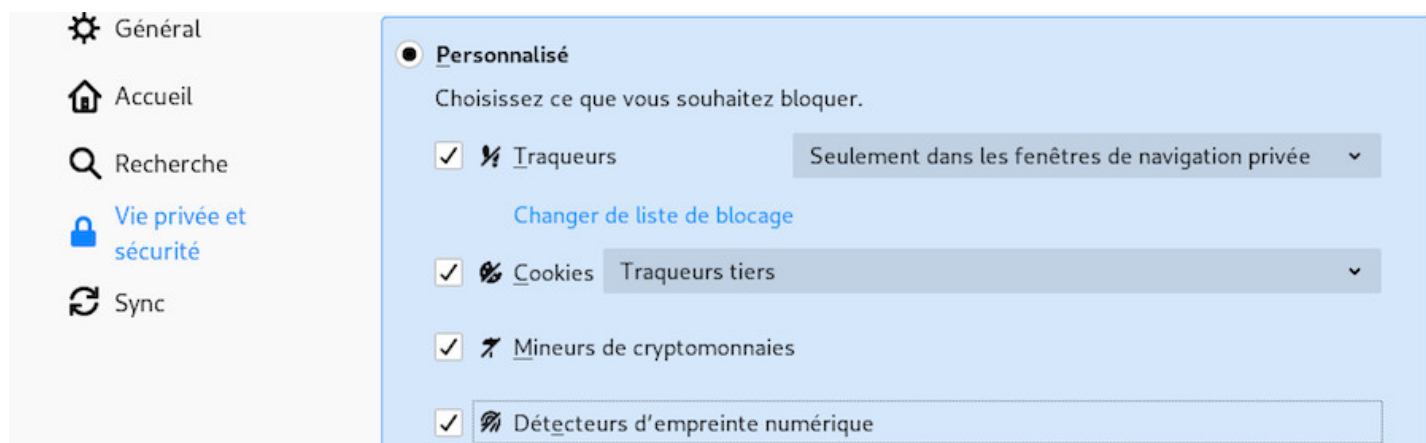 Général
Accueil
Recherche
Vie privée et
sécurité
Sync
Personnalisé
Choisissez ce que vous souhaitez bloquer.
Traqueurs Seulement dans les fenêtres de navigation privée
Changer de liste de blocage
Cookies Traqueurs tiers
Mineurs de cryptomonnaies
Détecteurs d'empreinte numérique